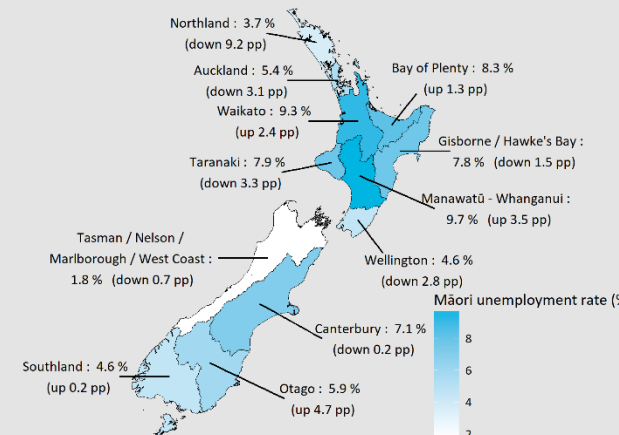 Northland : 3.7 %
(down 9.2 pp)
Auckland : 5.4 %
(down 3.1 pp)
Bay of Plenty : 8.3 %
(up 1.3 pp)
Waikato : 9.3 %
(up 2.4 pp)
Gisborne / Hawke's Bay :
7.8 % (down 1.5 pp)
Taranaki : 7.9 %
(down 3.3 pp)
Manawatū - Whanganui :
9.7 % (up 3.5 pp)
Tasman / Nelson /
Marlborough / West Coast :
1.8 % (down 0.7 pp)
Wellington : 4.6 %
(down 2.8 pp)
Māori unemployment rate (%
8
6
4
2
Canterbury : 7.1 %
(down 0.2 pp)
Southland : 4.6 %
(up 0.2 pp)
Otago : 5.9 %
(up 4.7 pp)